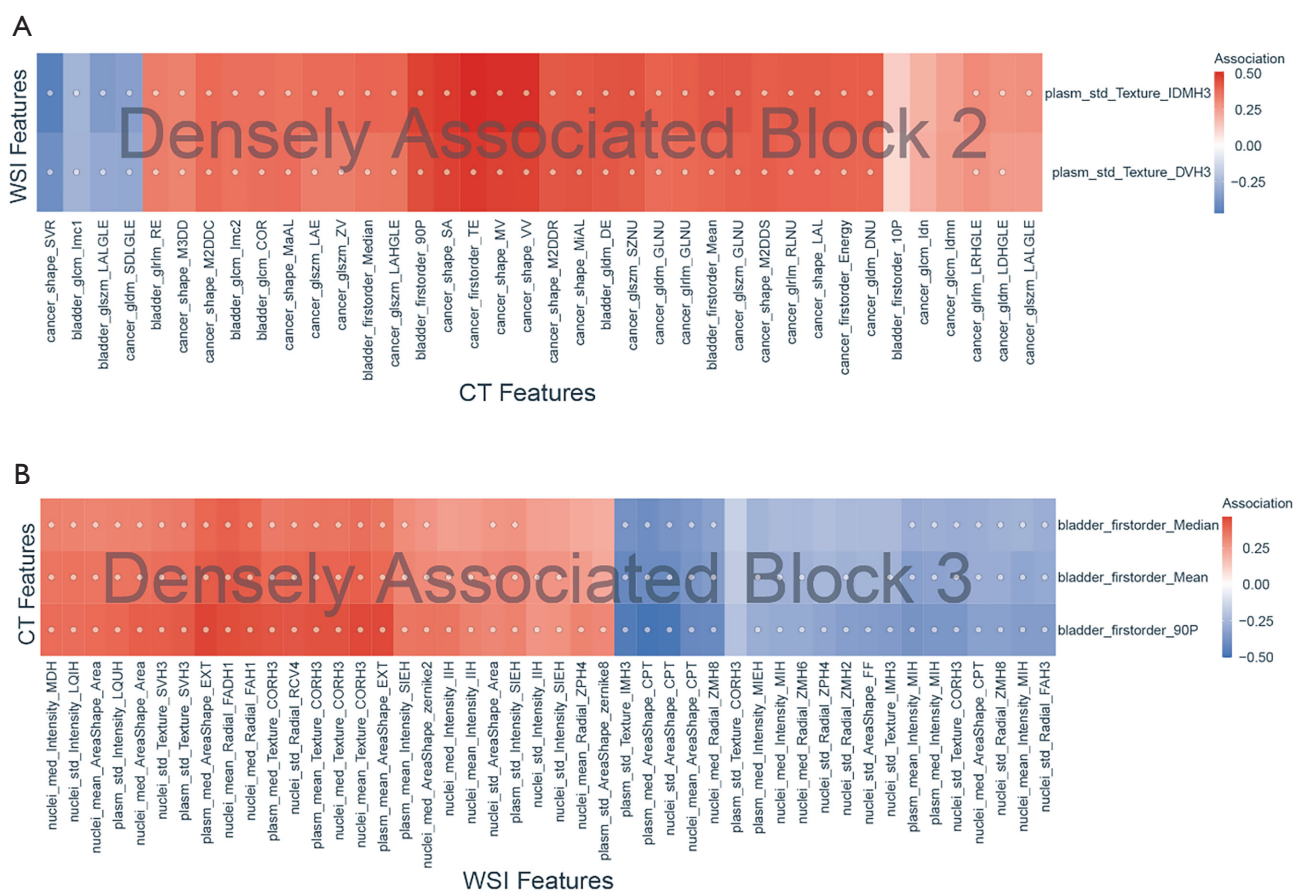 A
WSI Features
Densely Associated Block 2
plasm_std_Texture_IDMH3
plasm_std_Texture_DVH3
Association
0.50
0.25
0.00
−0.25
cancer_shape_SVR
bladder_glcm_Imc1
bladder_glszm_LALGLE
cancer_gldm_SDLGLE
bladder_glrlm_RE
cancer_shape_M3DD
cancer_shape_M2DDC
bladder_glcm_Imc2
bladder_glcm_COR
cancer_shape_MaAL
cancer_glszm_LAE
cancer_glszm_ZV
bladder_firstorder_Median
cancer_glszm_LAHGLE
bladder_firstorder_90P
cancer_shape_SA
cancer_firstorder_TE
cancer_shape_MV
cancer_shape_VV
cancer_shape_M2DDR
cancer_shape_MiAL
bladder_gldm_DE
cancer_glszm_SZNU
cancer_gldm_GLNU
cancer_glrlm_GLNU
bladder_firstorder_Mean
cancer_glszm_GLNU
cancer_shape_M2DDS
cancer_glrlm_RLNU
cancer_shape_LAL
cancer_firstorder_Energy
cancer_gldm_DNU
bladder_firstorder_10P
cancer_glcm_Idn
cancer_glcm_Idmn
cancer_glrlm_LRHGLE
cancer_gldm_LDHGLE
cancer_glszm_LALGLE
CT Features
B
CT Features
Densely Associated Block 3
bladder_firstorder_Median
bladder_firstorder_Mean
bladder_firstorder_90P
Association
0.25
0.00
−0.25
−0.50
nuclei_med_Intensity_MDH
nuclei_std_Intensity_LQIH
nuclei_mean_AreaShape_Area
plasm_std_Intensity_LQUH
nuclei_med_AreaShape_Area
nuclei_std_Texture_SVH3
plasm_std_Texture_SVH3
plasm_med_AreaShape_EXT
nuclei_mean_Radial_FADH1
nuclei_med_Radial_FAH1
plasm_med_Texture_CORH3
nuclei_std_Radial_RCV4
plasm_mean_Texture_CORH3
nuclei_med_Texture_CORH3
nuclei_mean_Texture_CORH3
plasm_mean_AreaShape_EXT
plasm_mean_Intensity_SIEH
nuclei_med_AreaShape_zernike2
nuclei_med_Intensity_IIH
nuclei_mean_Intensity_IIH
nuclei_std_AreaShape_Area
plasm_std_Intensity_SIEH
nuclei_std_Intensity_IIH
nuclei_std_Intensity_SIEH
nuclei_mean_Radial_ZPH4
plasm_std_AreaShape_zernike8
plasm_std_Texture_IMH3
plasm_med_AreaShape_CPT
nuclei_std_AreaShape_CPT
nuclei_mean_AreaShape_CPT
nuclei_med_Radial_ZMH8
plasm_std_Texture_CORH3
plasm_med_Intensity_MIEH
nuclei_med_Intensity_MIH
nuclei_std_Radial_ZMH6
nuclei_std_Radial_ZPH4
nuclei_std_Radial_ZMH2
nuclei_std_AreaShape_FF
nuclei_std_Texture_IMH3
plasm_mean_Intensity_MIH
plasm_med_Intensity_MIH
nuclei_std_Texture_CORH3
nuclei_med_AreaShape_CPT
nuclei_std_Radial_ZMH8
nuclei_mean_Intensity_MIH
nuclei_std_Radial_FAH3
WSI Features